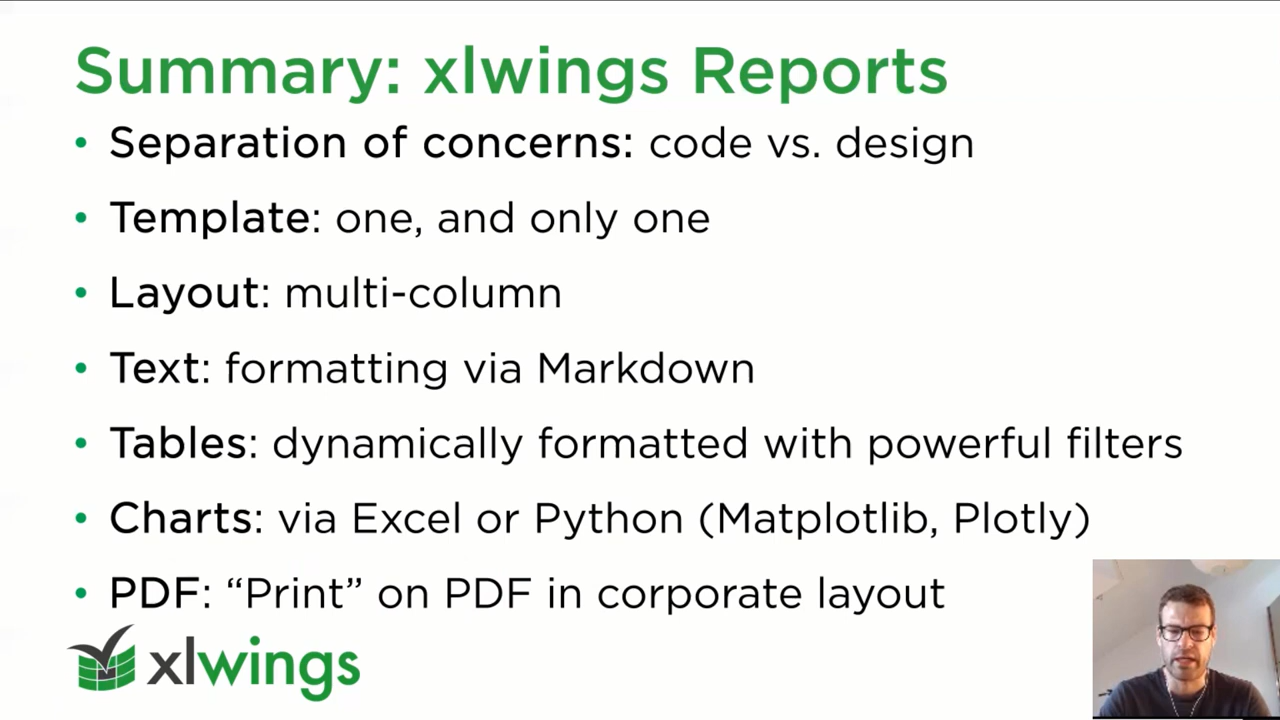 Summary: xlwings Reports
• Separation of concerns: code vs. design
• Template: one, and only one
• Layout: multi-column
• Text: formatting via Markdown
• Tables: dynamically formatted with powerful filters
• Charts: via Excel or Python (Matplotlib, Plotly)
• PDF: “Print” on PDF in corporate layout
xlwings